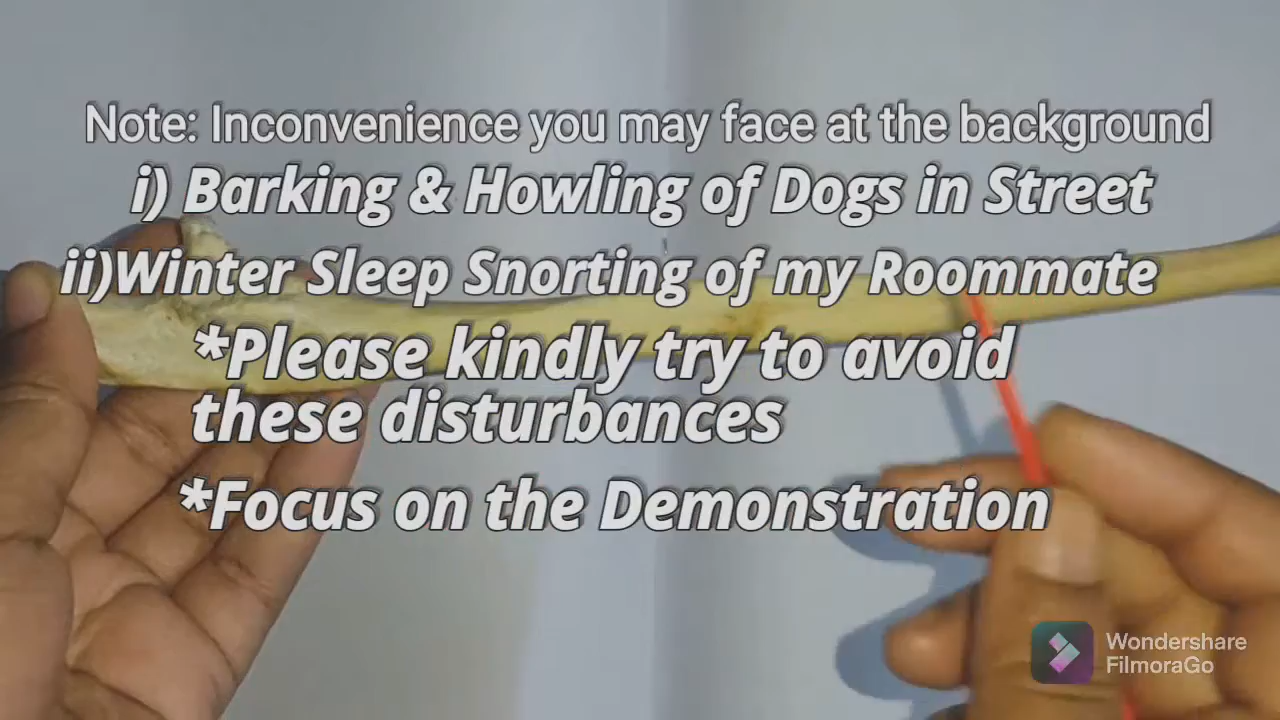 Note: Inconvenience you may face at the background
i) Barking & Howling of Dogs in Street
ii)Winter Sleep Snorting of my Roommate
*Please kindly try to avoid
these disturbances
*Focus on the Demonstration
Wondershare
FilmoraGo